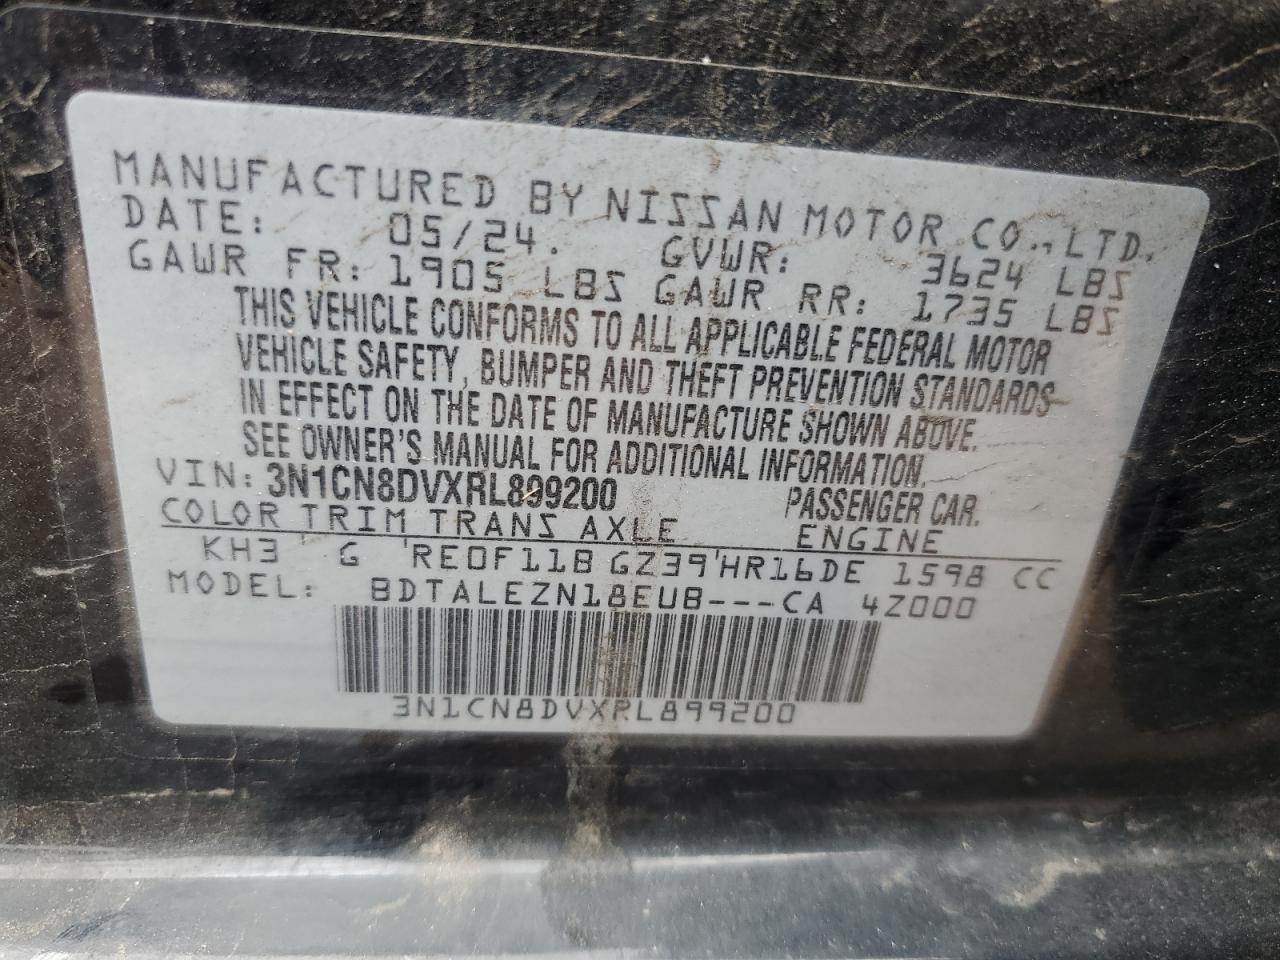 MANUFACTURED BY NISSAN MOTOR CO., LTD.
DATE: 05/24. GVWR: 3624 LBS
GAWR FR: 1905 LBS GAWR RR: 1735 LBS
THIS VEHICLE CONFORMS TO ALL APPLICABLE FEDERAL MOTOR
VEHICLE SAFETY, BUMPER AND THEFT PREVENTION STANDARDS
IN EFFECT ON THE DATE OF MANUFACTURE SHOWN ABOVE.
SEE OWNER'S MANUAL FOR ADDITIONAL INFORMATION.
VIN: 3N1CN8DVXRL899200 PASSENGER CAR.
COLOR TRIM TRANS AXLE ENGINE
KH3 ' G 'RE0F11B GZ39'HR16DE 1598 CC
MODEL: BDTALEZN18EUB---CA 4Z000
3N1CN8DVXRL899200